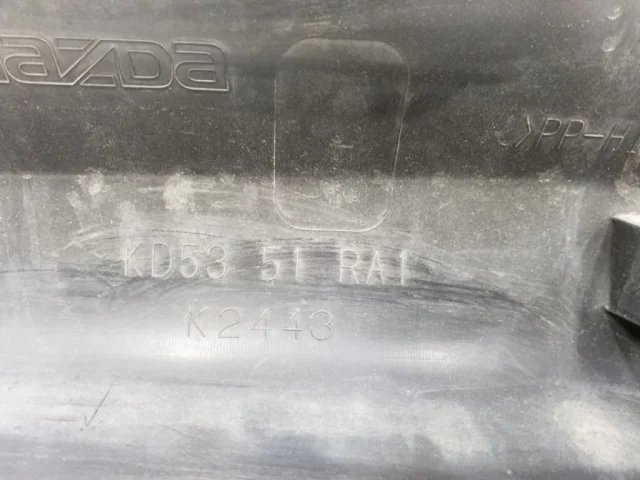 mazda
>PP-H
KD53 51 RA1
K2443